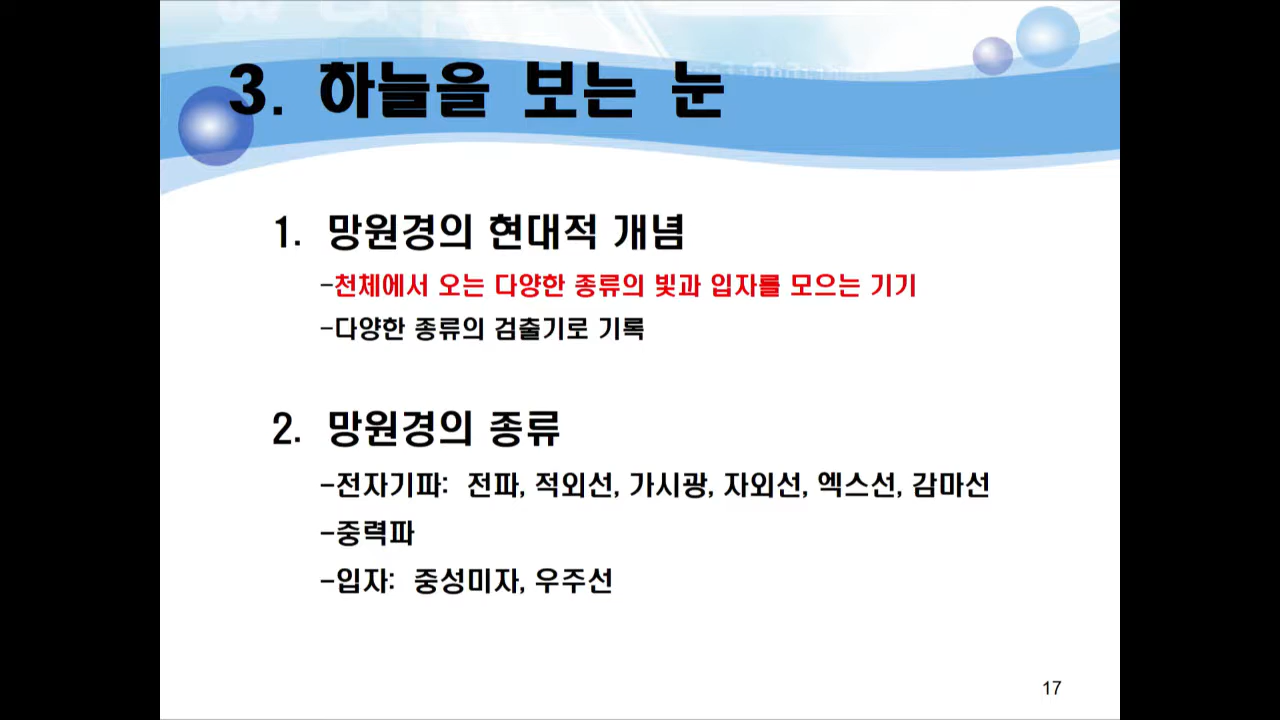 3. 하늘을 보는 눈
1. 망원경의 현대적 개념
-천체에서 오는 다양한 종류의 빛과 입자를 모으는 기기
-다양한 종류의 검출기로 기록
2. 망원경의 종류
-전자기파: 전파, 적외선, 가시광, 자외선, 엑스선, 감마선
-중력파
-입자: 중성미자, 우주선
17